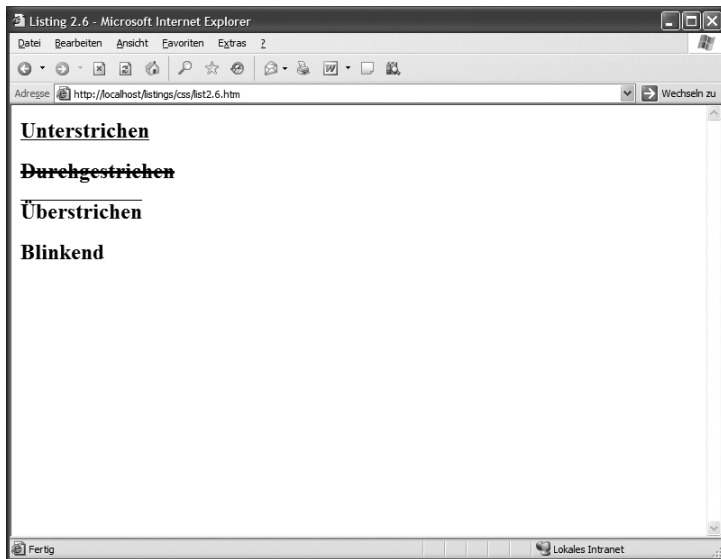 Listing 2.6 - Microsoft Internet Explorer
Datei Bearbeiten Ansicht Favoriten Extras ?
Adresse http://localhost/listings/css/list2.6.htm Wechseln zu
Unterstrichen
Durchgestrichen
Überstrichen
Blinkend
Fertig Lokales Intranet